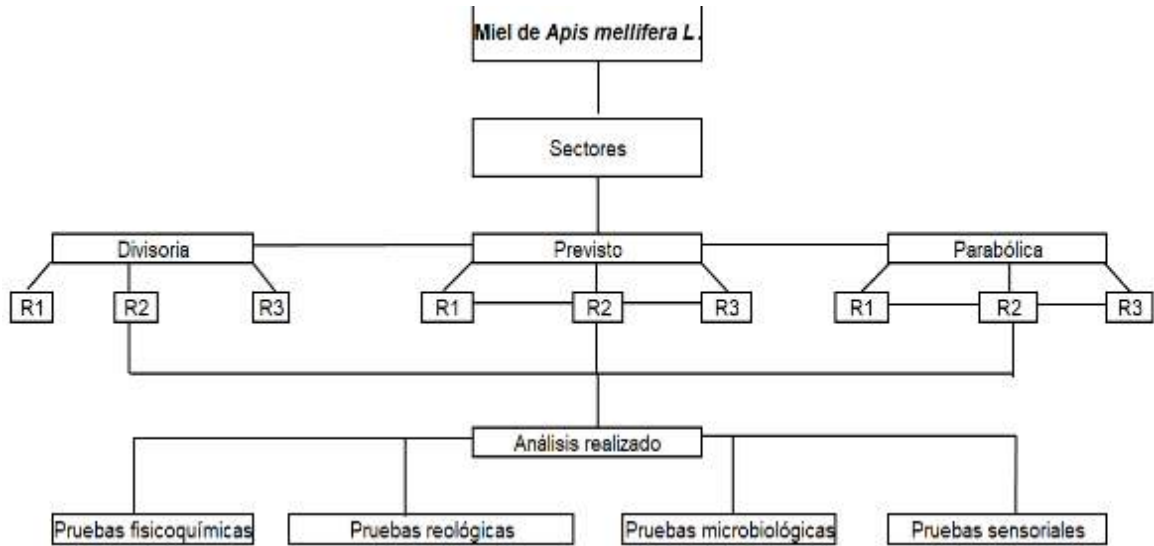 Miel de Apis mellifera L.
Sectores
Divisoria Previsto Parabólica
R1 R2 R3 R1 R2 R3 R1 R2 R3
Análisis realizado
Pruebas fisicoquímicas Pruebas reológicas Pruebas microbiológicas Pruebas sensoriales